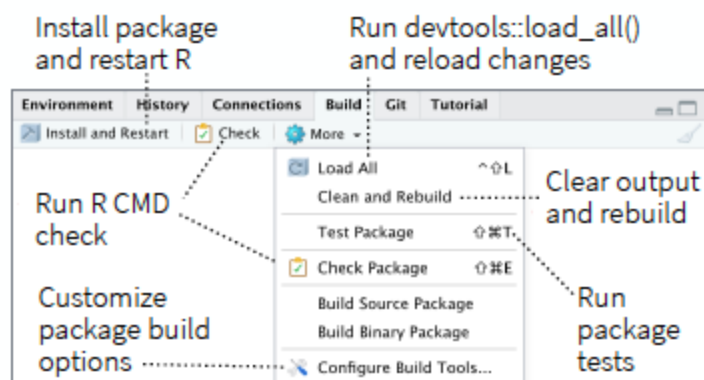 Install package
and restart R
Run devtools::load_all()
and reload changes
Environment History Connections Build Git Tutorial
Install and Restart Check More
Load All ^⇧L
Clean and Rebuild
Clear output
and rebuild
Run R CMD
check
Test Package ⇧⌘T
Check Package ⇧⌘E
Customize
package build
options
Build Source Package
Build Binary Package
Configure Build Tools...
Run
package
tests